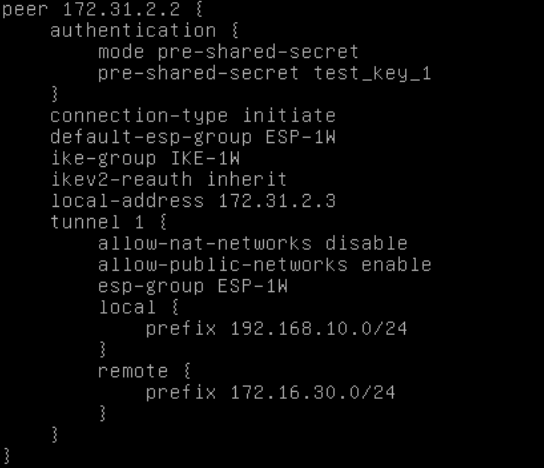 peer 172.31.2.2 {
    authentication {
        mode pre-shared-secret
        pre-shared-secret test_key_1
    }
    connection-type initiate
    default-esp-group ESP-1W
    ike-group IKE-1W
    ikev2-reauth inherit
    local-address 172.31.2.3
    tunnel 1 {
        allow-nat-networks disable
        allow-public-networks enable
        esp-group ESP-1W
        local {
            prefix 192.168.10.0/24
        }
        remote {
            prefix 172.16.30.0/24
        }
    }
}